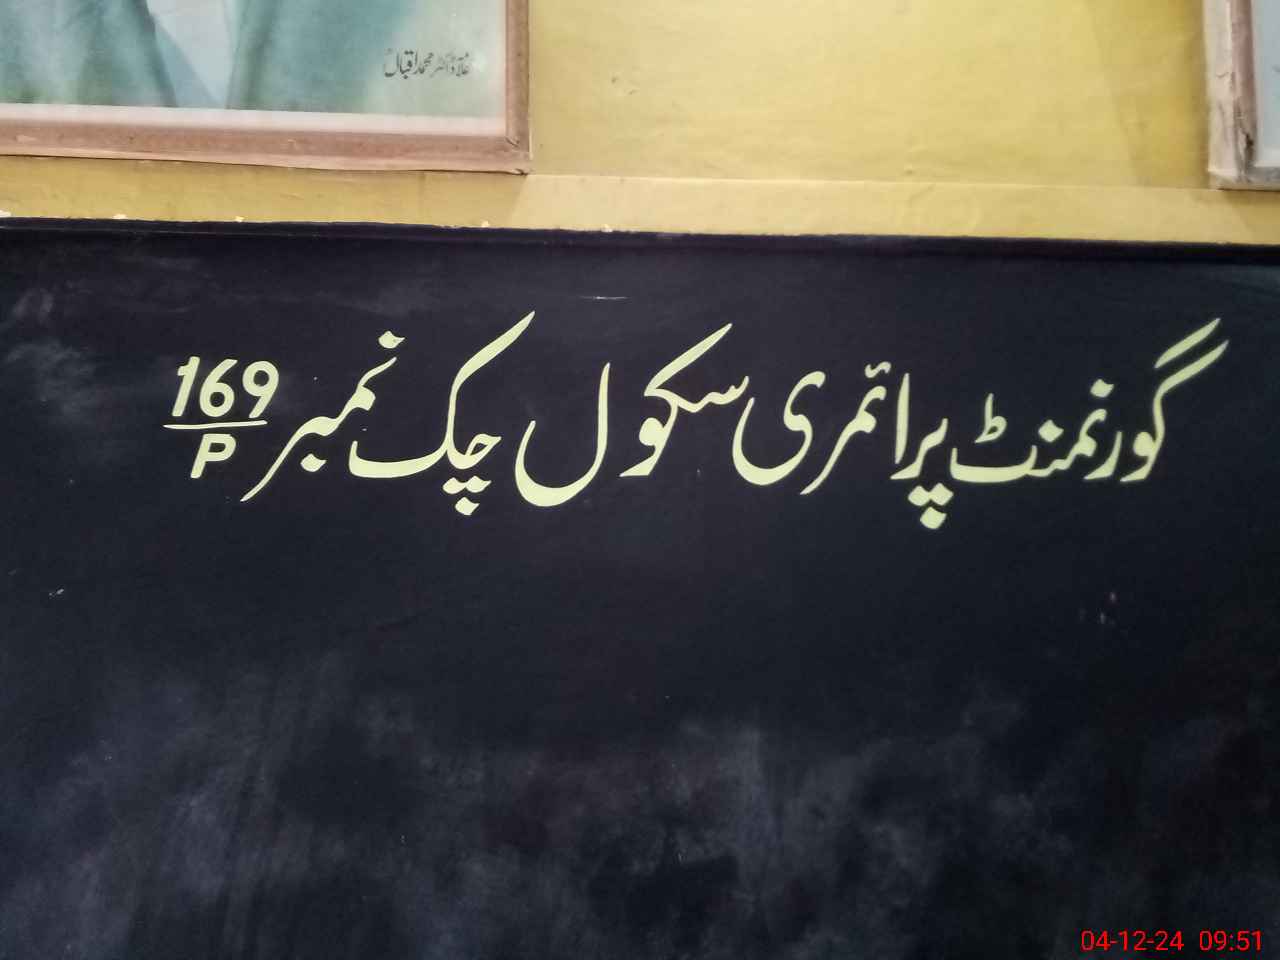 علامہ ڈاکٹر محمد اقبالؒ
گورنمنٹ پرائمری سکول چک نمبر 169/P
04-12-24 09:51